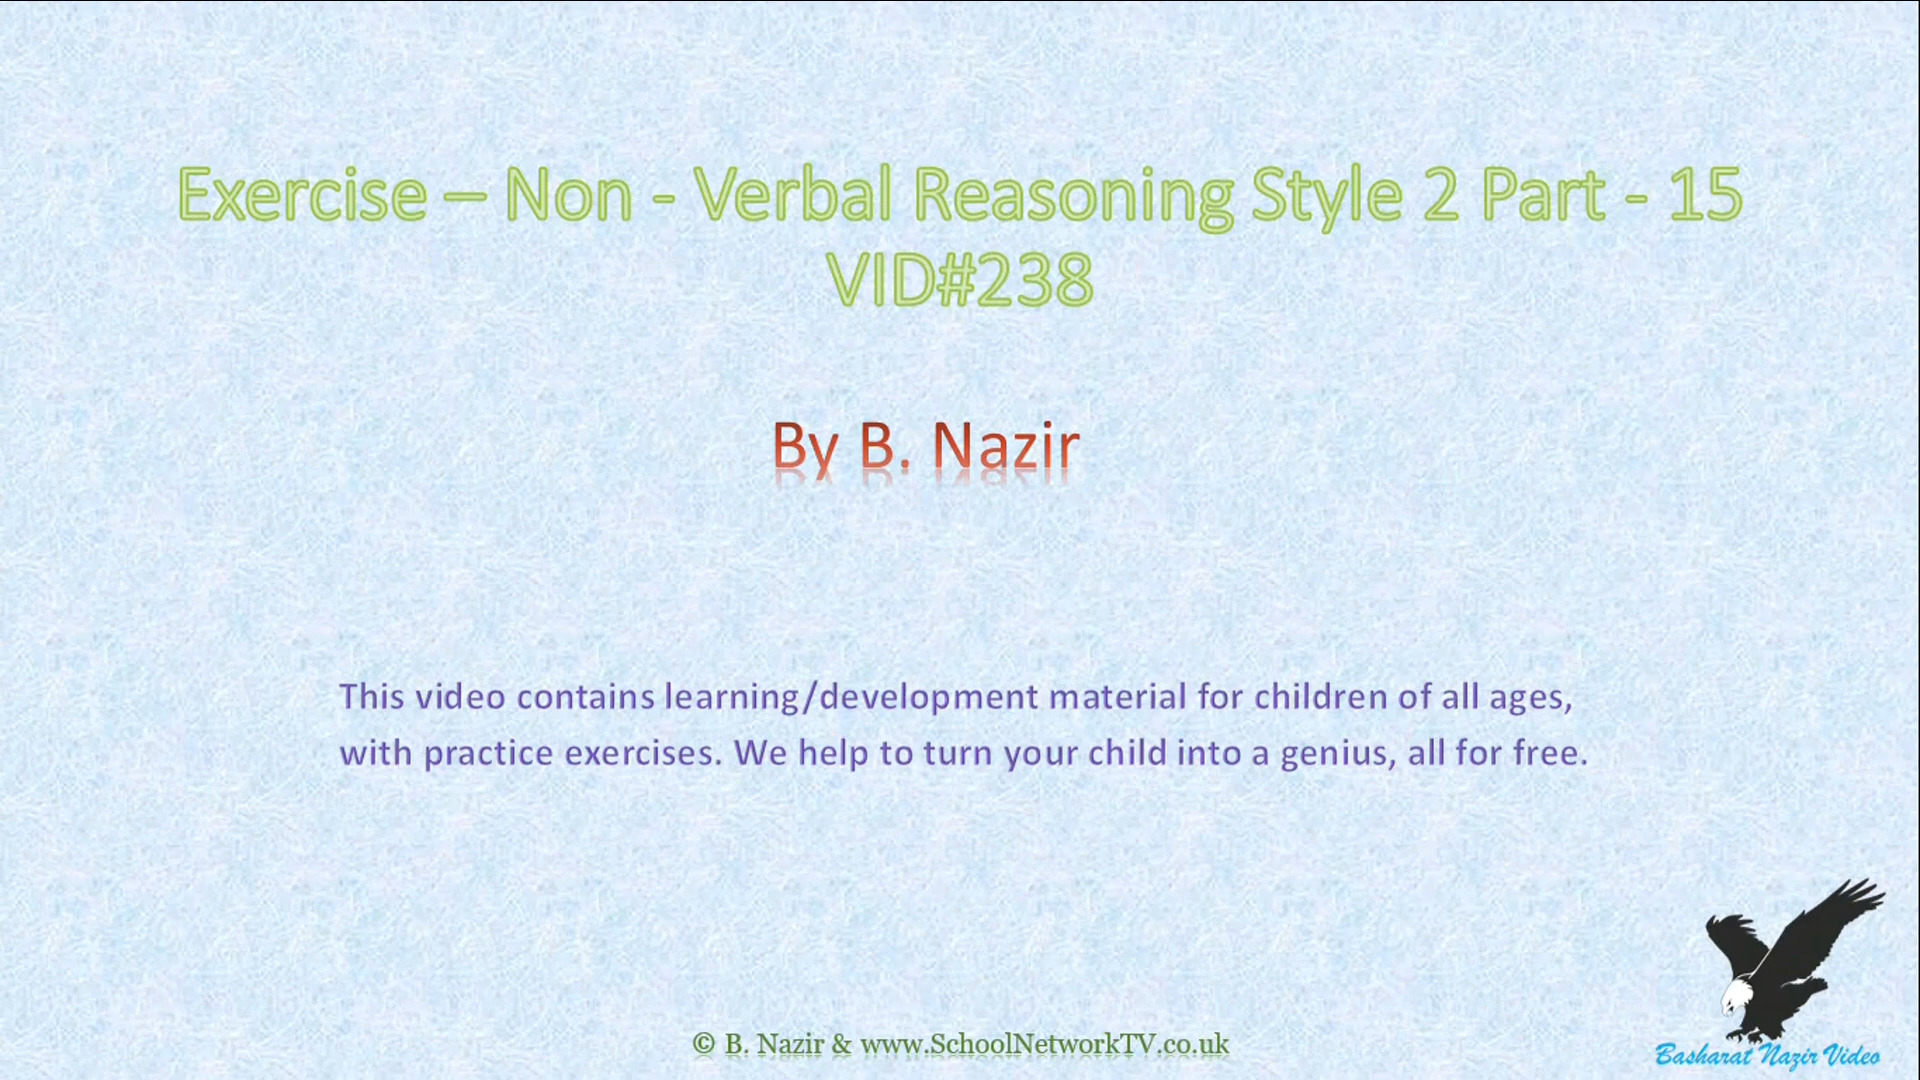 Exercise – Non - Verbal Reasoning Style 2 Part - 15
VID#238
By B. Nazir
This video contains learning/development material for children of all ages,
with practice exercises. We help to turn your child into a genius, all for free.
© B. Nazir & www.SchoolNetworkTV.co.uk
Basharat Nazir Video